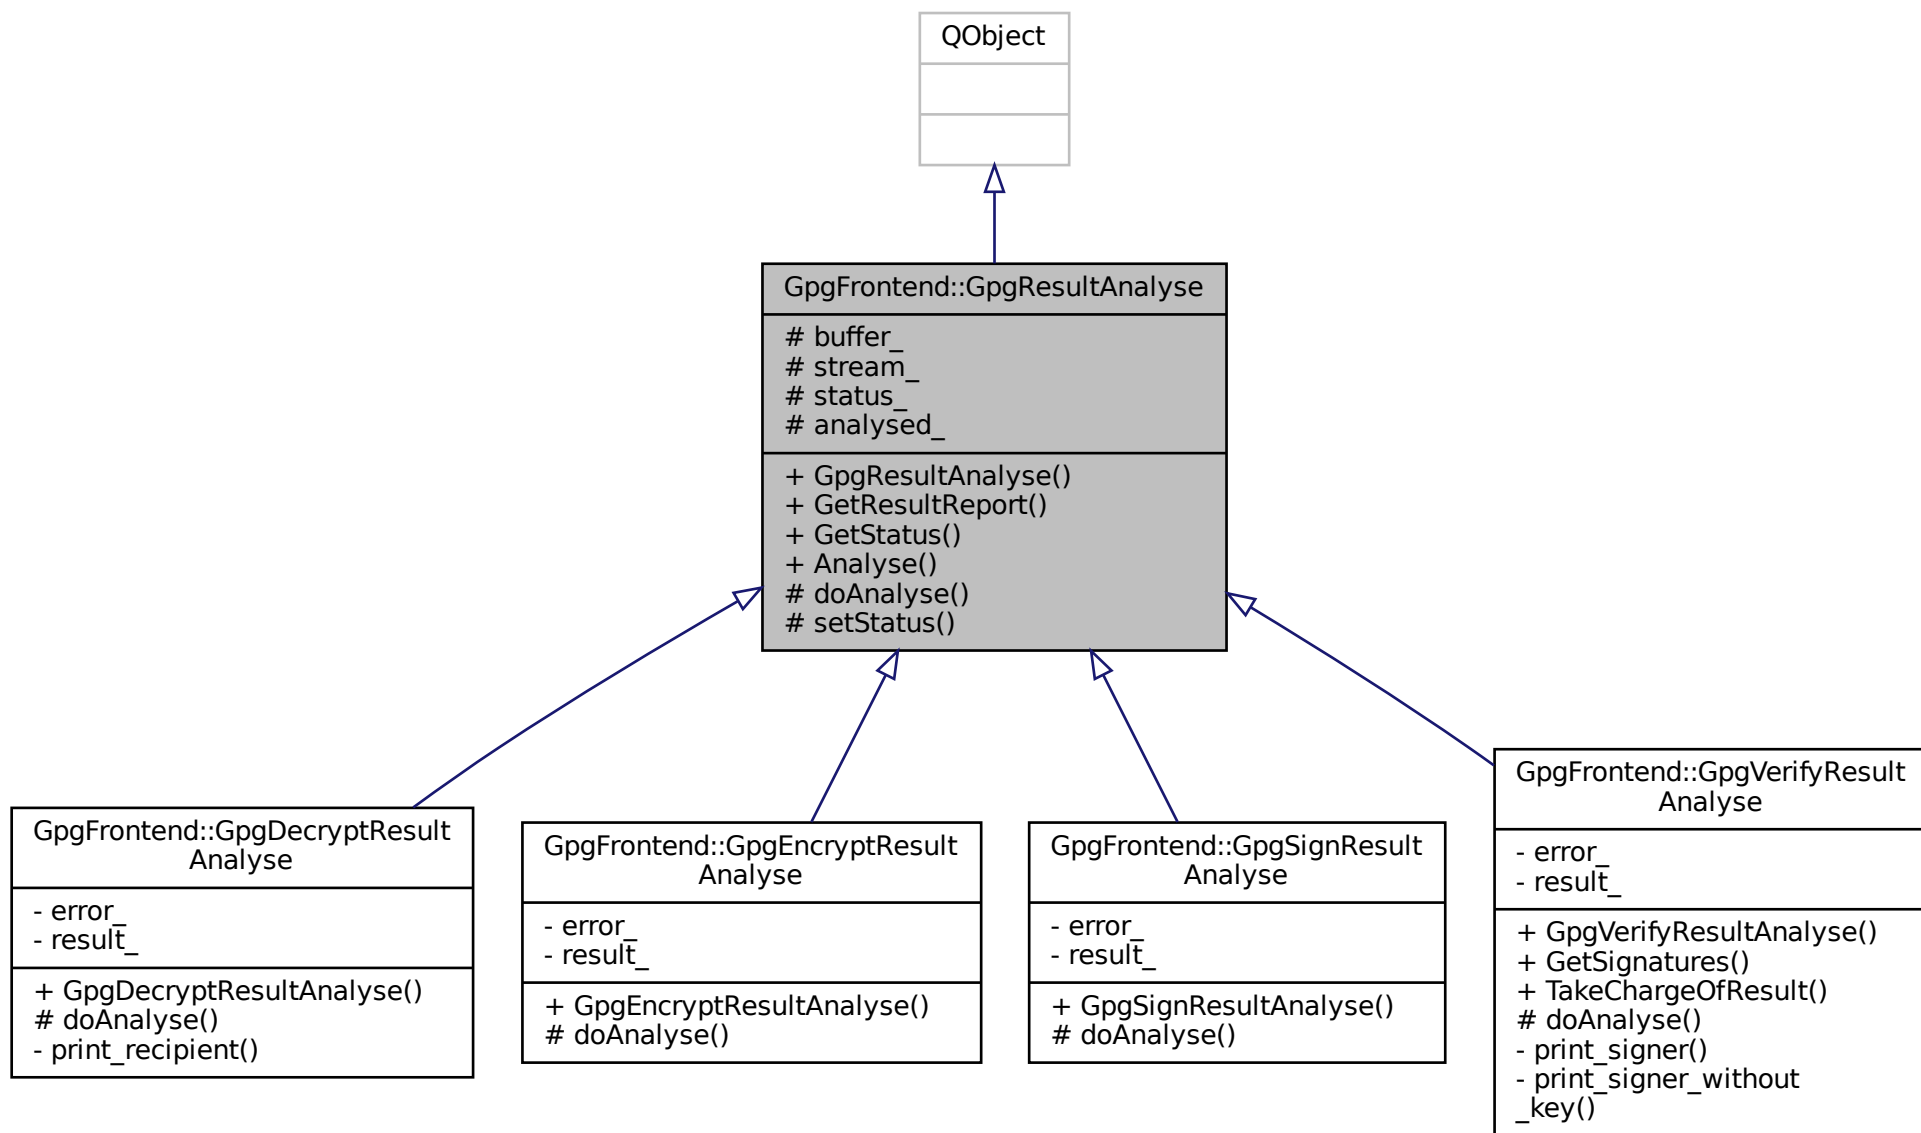 QObject
GpgFrontend::GpgResultAnalyse
# buffer_
# stream_
# status_
# analysed_
+ GpgResultAnalyse()
+ GetResultReport()
+ GetStatus()
+ Analyse()
# doAnalyse()
# setStatus()
GpgFrontend::GpgDecryptResult
Analyse
- error_
- result_
+ GpgDecryptResultAnalyse()
# doAnalyse()
- print_recipient()
GpgFrontend::GpgEncryptResult
Analyse
- error_
- result_
+ GpgEncryptResultAnalyse()
# doAnalyse()
GpgFrontend::GpgSignResult
Analyse
- error_
- result_
+ GpgSignResultAnalyse()
# doAnalyse()
GpgFrontend::GpgVerifyResult
Analyse
- error_
- result_
+ GpgVerifyResultAnalyse()
+ GetSignatures()
+ TakeChargeOfResult()
# doAnalyse()
- print_signer()
- print_signer_without
_key()